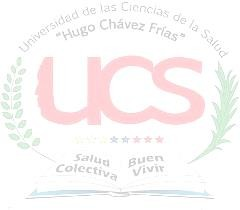 Universidad de las Ciencias de la Salud
"Hugo Chávez Frías"
UCS
Salud Colectiva
Buen Vivir